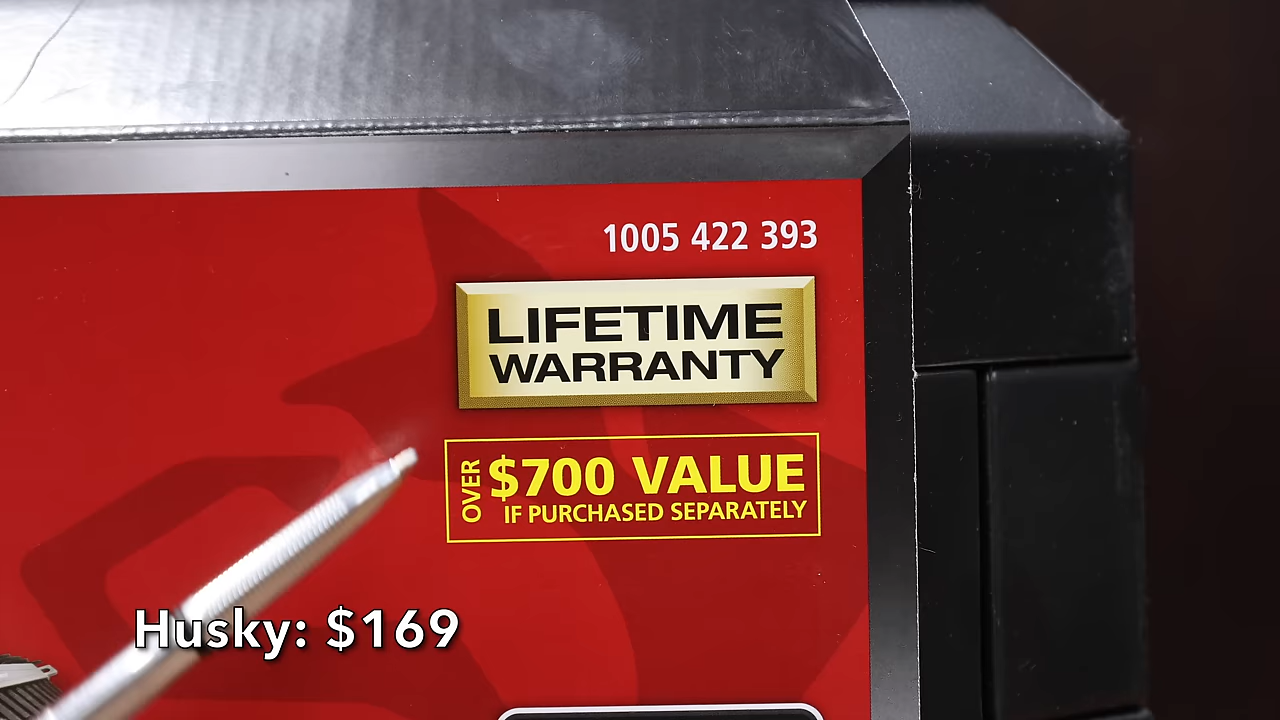 1005 422 393
LIFETIME
WARRANTY
OVER
$700 VALUE
IF PURCHASED SEPARATELY
Husky: $169